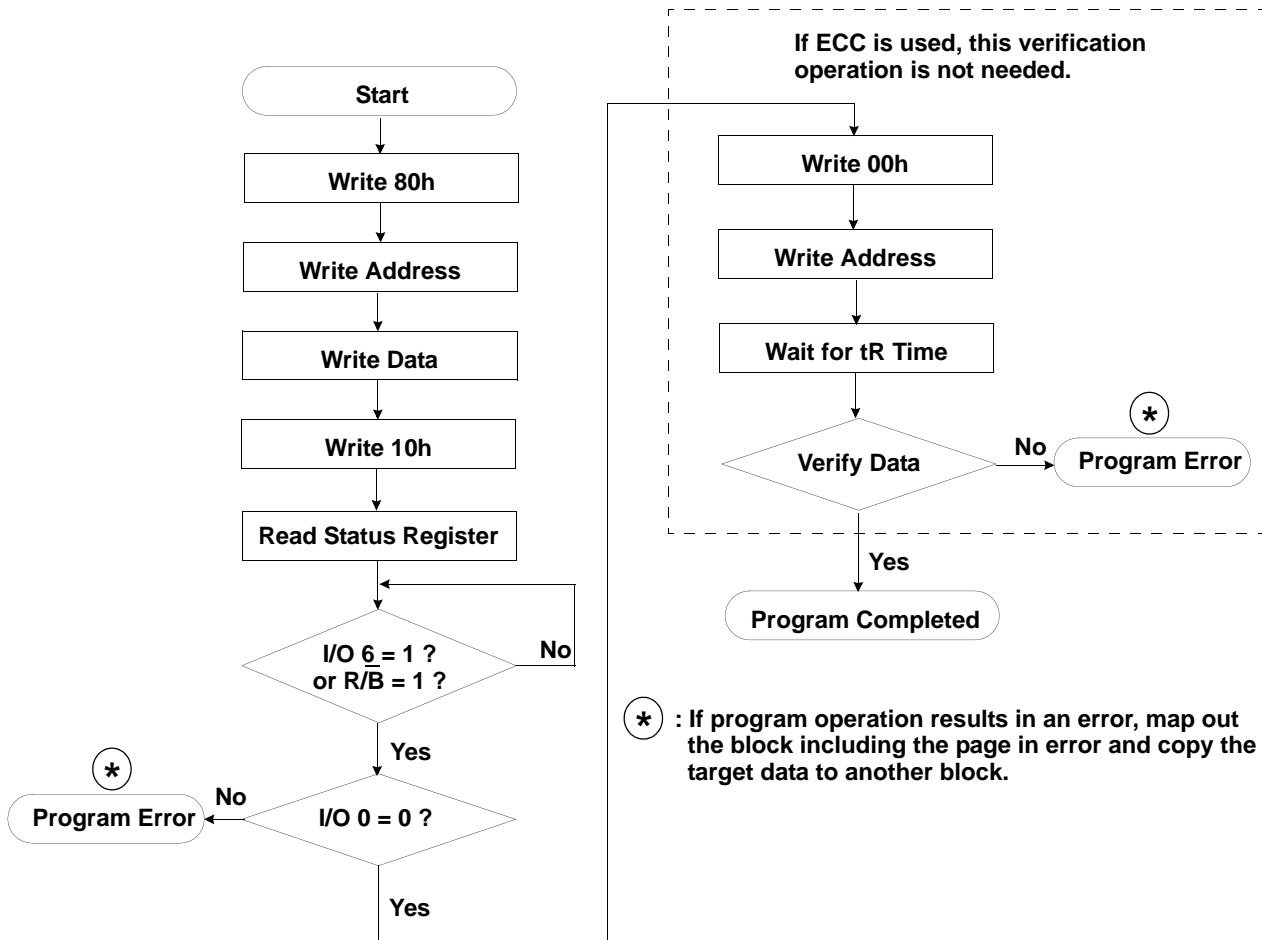 Start
Write 80h
Write Address
Write Data
Write 10h
Read Status Register
I/O 6 = 1 ?
or R/B̅ = 1 ?
No
Yes
*
No
Program Error
I/O 0 = 0 ?
Yes
If ECC is used, this verification
operation is not needed.
Write 00h
Write Address
Wait for tR Time
*
Verify Data
No
Program Error
Yes
Program Completed
* : If program operation results in an error, map out
the block including the page in error and copy the
target data to another block.